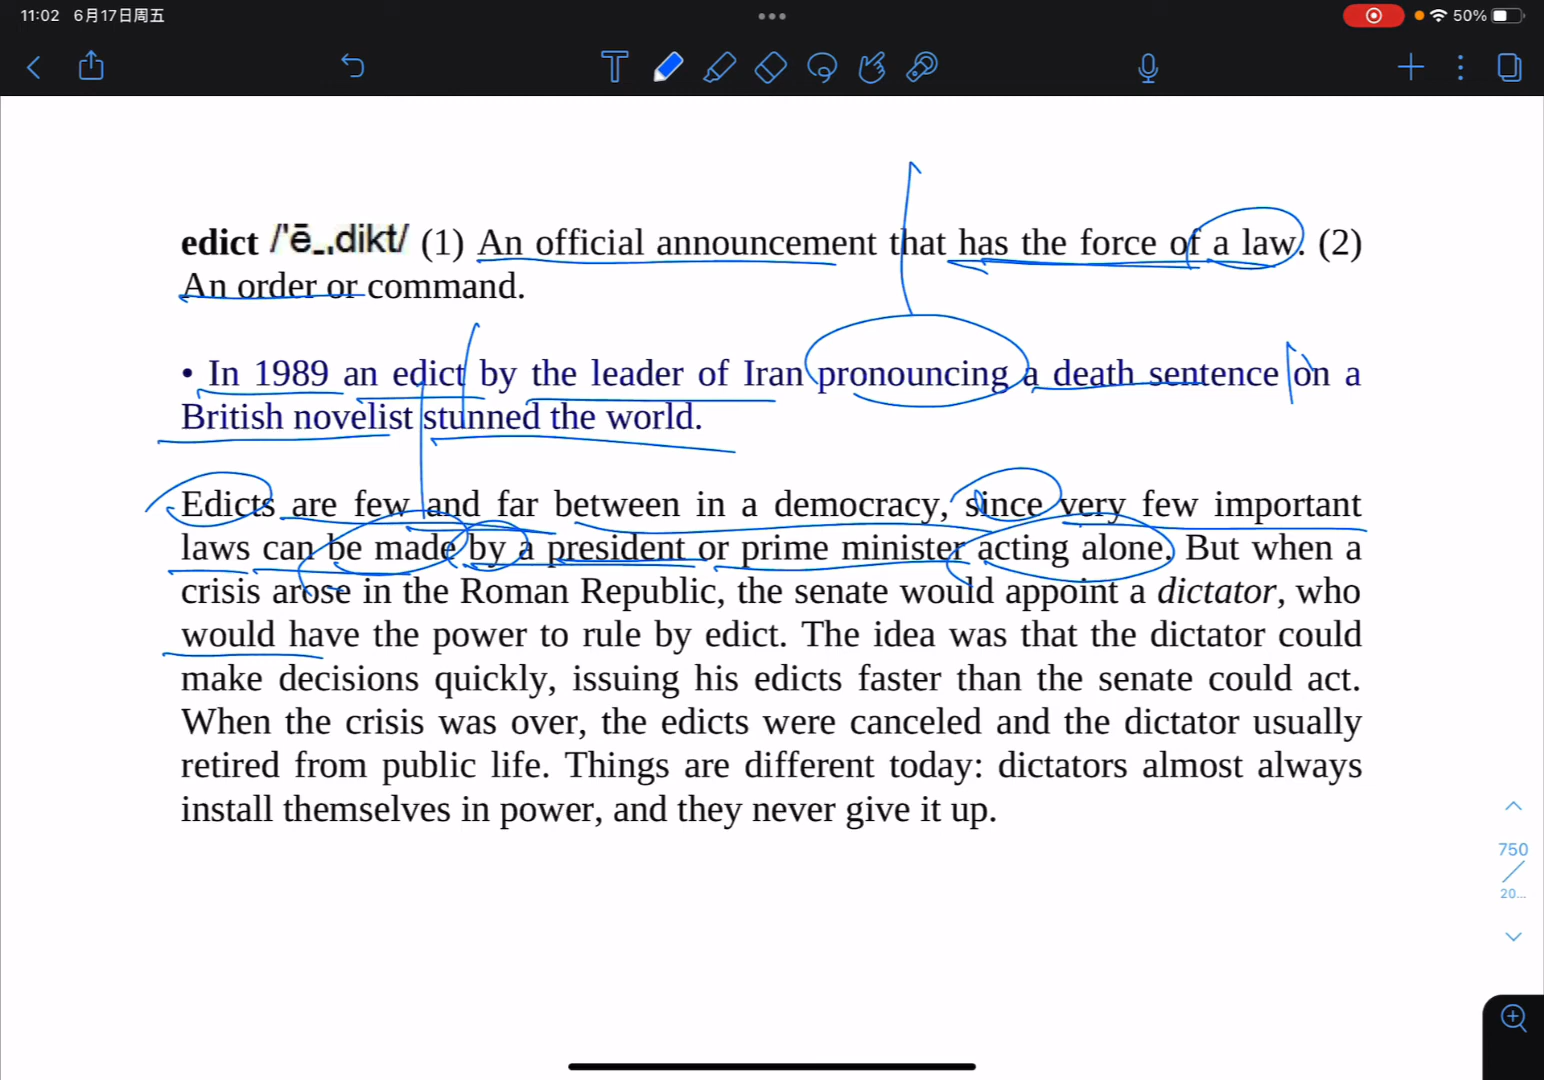 11:02 6月17日周五
50%
edict /ˈē-ˌdikt/ (1) An official announcement that has the force of a law. (2)
An order or command.
• In 1989 an edict by the leader of Iran pronouncing a death sentence on a
British novelist stunned the world.
Edicts are few and far between in a democracy, since very few important
laws can be made by a president or prime minister acting alone. But when a
crisis arose in the Roman Republic, the senate would appoint a dictator, who
would have the power to rule by edict. The idea was that the dictator could
make decisions quickly, issuing his edicts faster than the senate could act.
When the crisis was over, the edicts were canceled and the dictator usually
retired from public life. Things are different today: dictators almost always
install themselves in power, and they never give it up.
750
20...